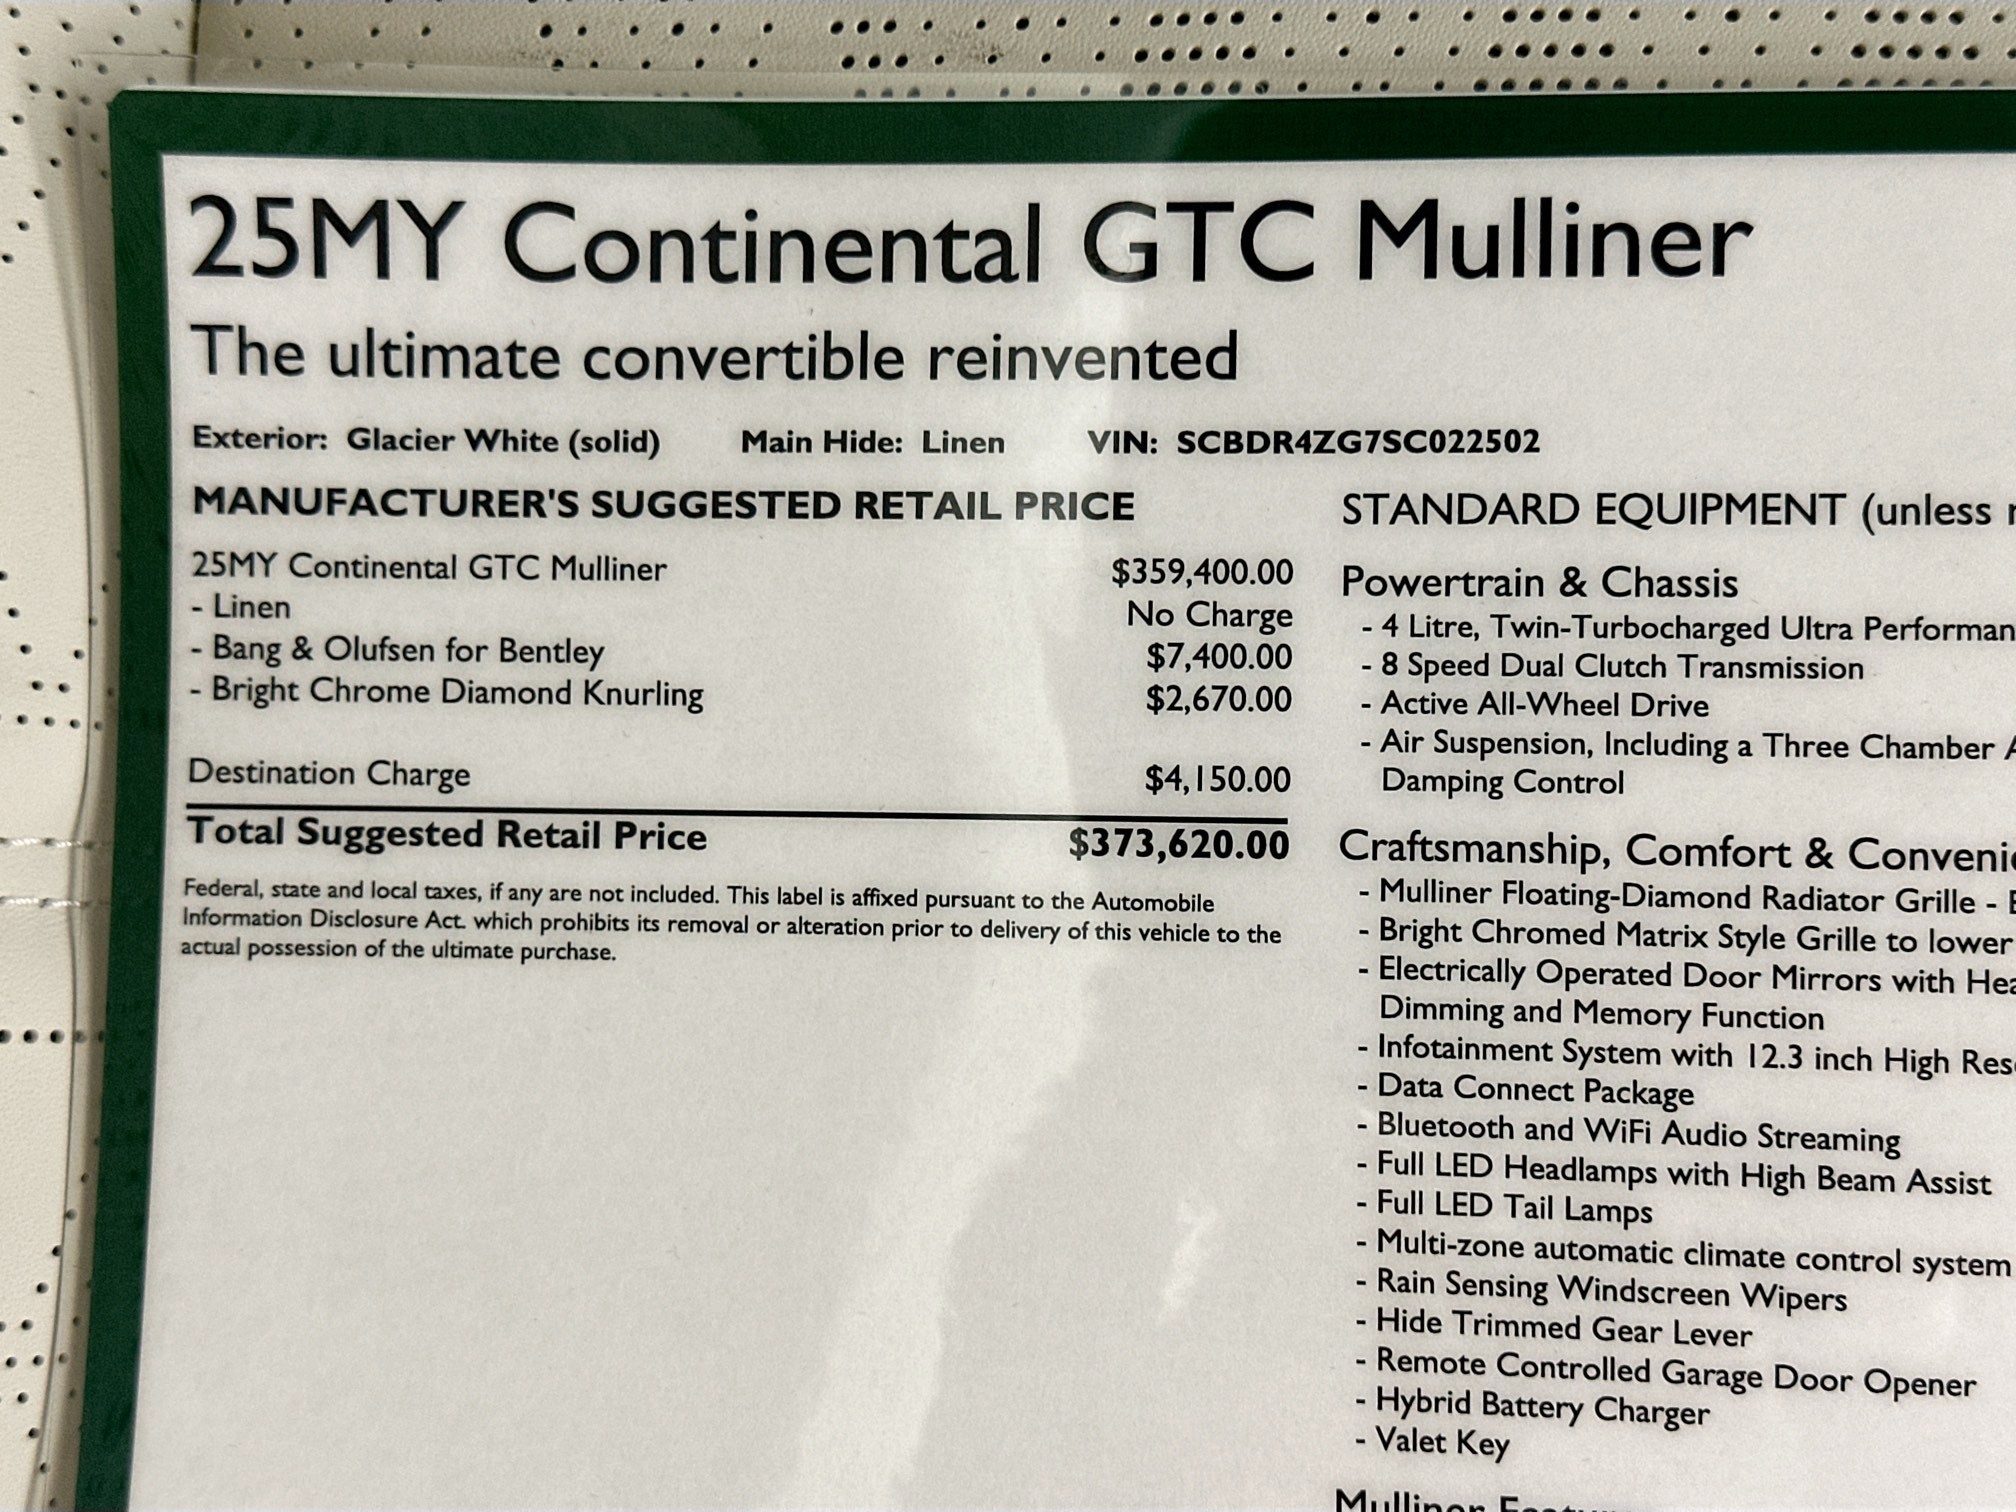 25MY Continental GTC Mulliner
The ultimate convertible reinvented
Exterior: Glacier White (solid) Main Hide: Linen VIN: SCBDR4ZG7SC022502
MANUFACTURER'S SUGGESTED RETAIL PRICE
25MY Continental GTC Mulliner $359,400.00
- Linen No Charge
- Bang & Olufsen for Bentley $7,400.00
- Bright Chrome Diamond Knurling $2,670.00
Destination Charge $4,150.00
Total Suggested Retail Price $373,620.00
Federal, state and local taxes, if any are not included. This label is affixed pursuant to the Automobile
Information Disclosure Act. which prohibits its removal or alteration prior to delivery of this vehicle to the
actual possession of the ultimate purchase.
STANDARD EQUIPMENT (unless
Powertrain & Chassis
- 4 Litre, Twin-Turbocharged Ultra
- 8 Speed Dual Clutch Transmission
- Active All-Wheel Drive
- Air Suspension, Including a Three Chamber
Damping Control
Craftsmanship, Comfort &
- Mulliner Floating-Diamond Radiator Grille -
- Bright Chromed Matrix Style Grille to lower
- Electrically Operated Door Mirrors with
Dimming and Memory Function
- Infotainment System with 12.3 inch High
- Data Connect Package
- Bluetooth and WiFi Audio Streaming
- Full LED Headlamps with High Beam Assist
- Full LED Tail Lamps
- Multi-zone automatic climate control system
- Rain Sensing Windscreen Wipers
- Hide Trimmed Gear Lever
- Remote Controlled Garage Door Opener
- Hybrid Battery Charger
- Valet Key
Mulliner